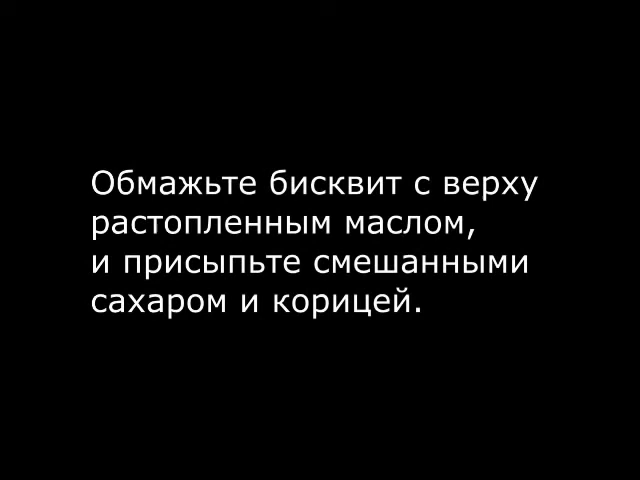 Обмажьте бисквит с верху
растопленным маслом,
и присыпьте смешанными
сахаром и корицей.